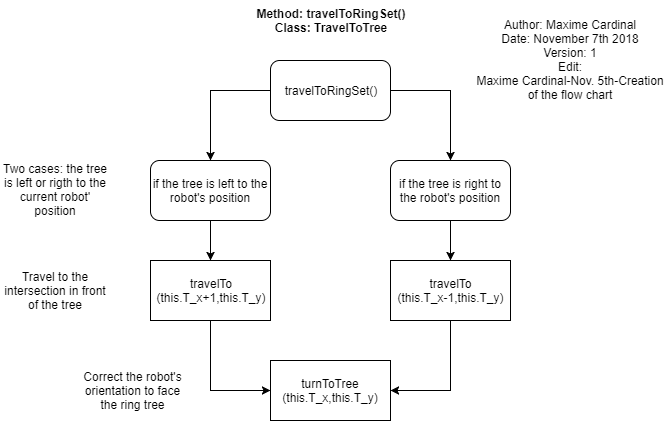 Method: travelToRingSet()
Class: TravelToTree
Author: Maxime Cardinal
Date: November 7th 2018
Version: 1
Edit:
Maxime Cardinal-Nov. 5th-Creation
of the flow chart
travelToRingSet()
Two cases: the tree
is left or rigth to the
current robot'
position
if the tree is left to the
robot's position
if the tree is right to
the robot's position
Travel to the
intersection in front
of the tree
travelTo
(this.T_x+1,this.T_y)
travelTo
(this.T_x-1,this.T_y)
Correct the robot's
orientation to face
the ring tree
turnToTree
(this.T_x,this.T_y)